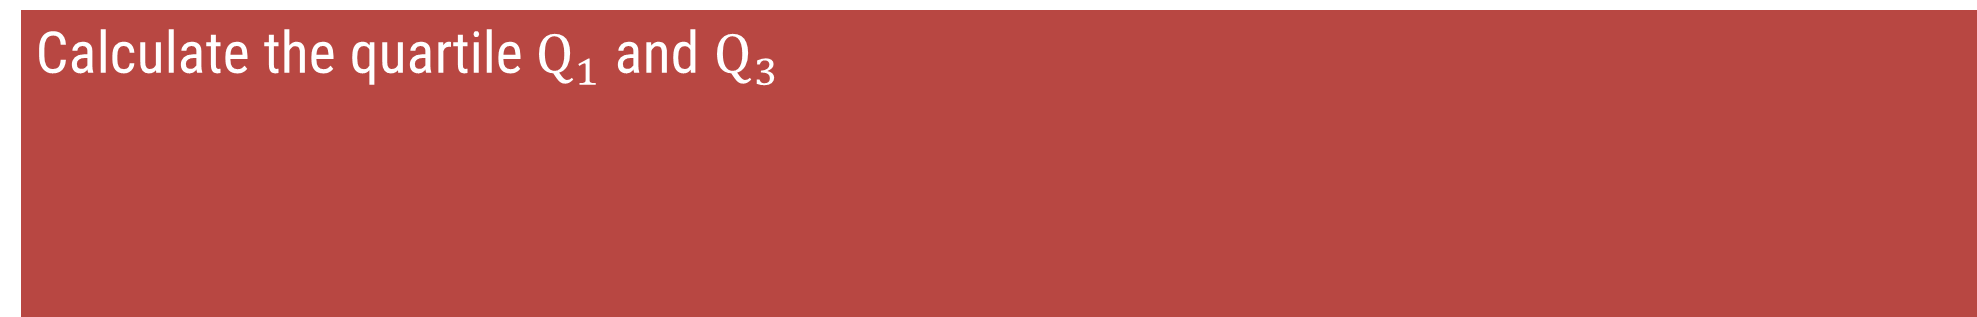 Calculate the quartile Q₁ and Q₃